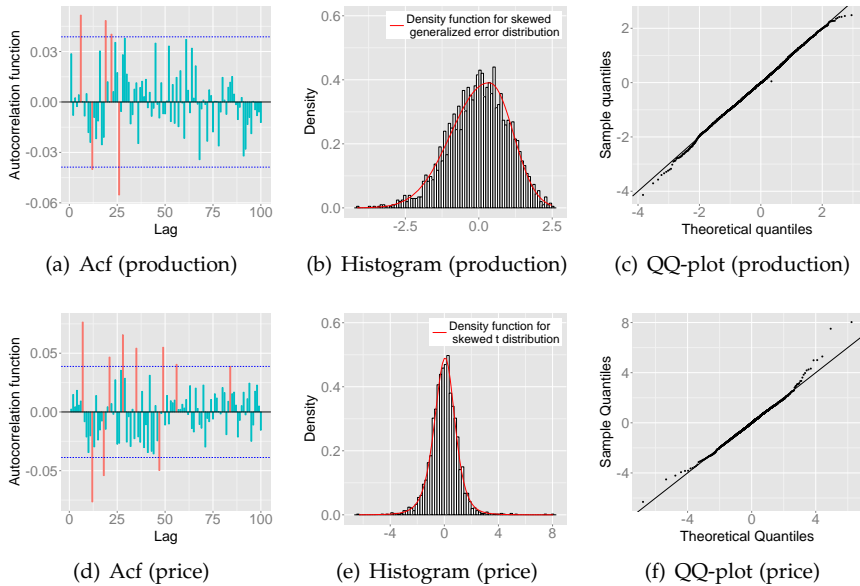 Autocorrelation function
0.03
0.00
-0.03
-0.06
0
25
50
75
100
Lag
(a) Acf (production)
Density
0.6
0.4
0.2
0.0
Density function for skewed
generalized error distribution
-2.5
0.0
2.5
(b) Histogram (production)
Sample quantiles
2
0
-2
-4
-4
-2
0
2
Theoretical quantiles
(c) QQ-plot (production)
Autocorrelation function
0.05
0.00
-0.05
0
25
50
75
100
Lag
(d) Acf (price)
Density
0.6
0.4
0.2
0.0
Density function for
skewed t distribution
-4
0
4
8
(e) Histogram (price)
Sample Quantiles
8
4
0
-4
-4
0
4
Theoretical Quantiles
(f) QQ-plot (price)